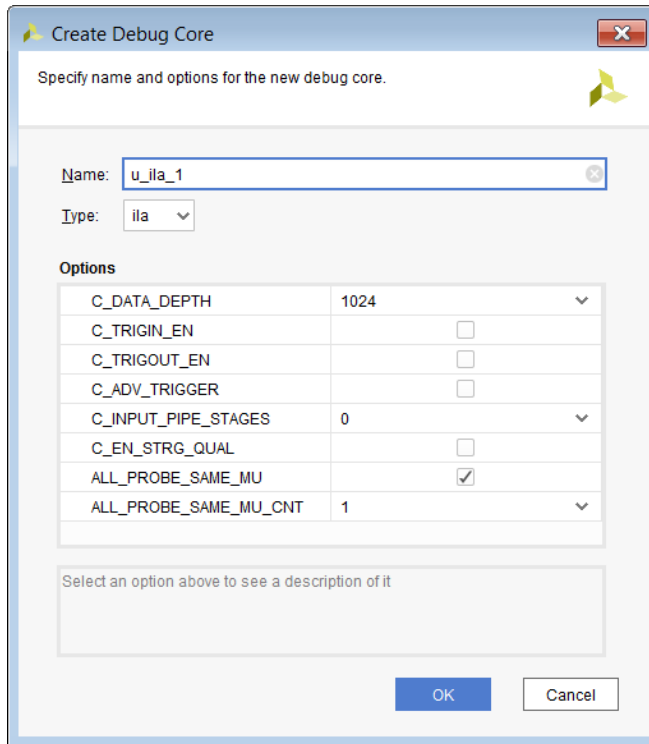 Create Debug Core
Specify name and options for the new debug core.
Name: u_ila_1
Type: ila
Options
C_DATA_DEPTH 1024
C_TRIGIN_EN
C_TRIGOUT_EN
C_ADV_TRIGGER
C_INPUT_PIPE_STAGES 0
C_EN_STRG_QUAL
ALL_PROBE_SAME_MU
ALL_PROBE_SAME_MU_CNT 1
Select an option above to see a description of it
OK Cancel